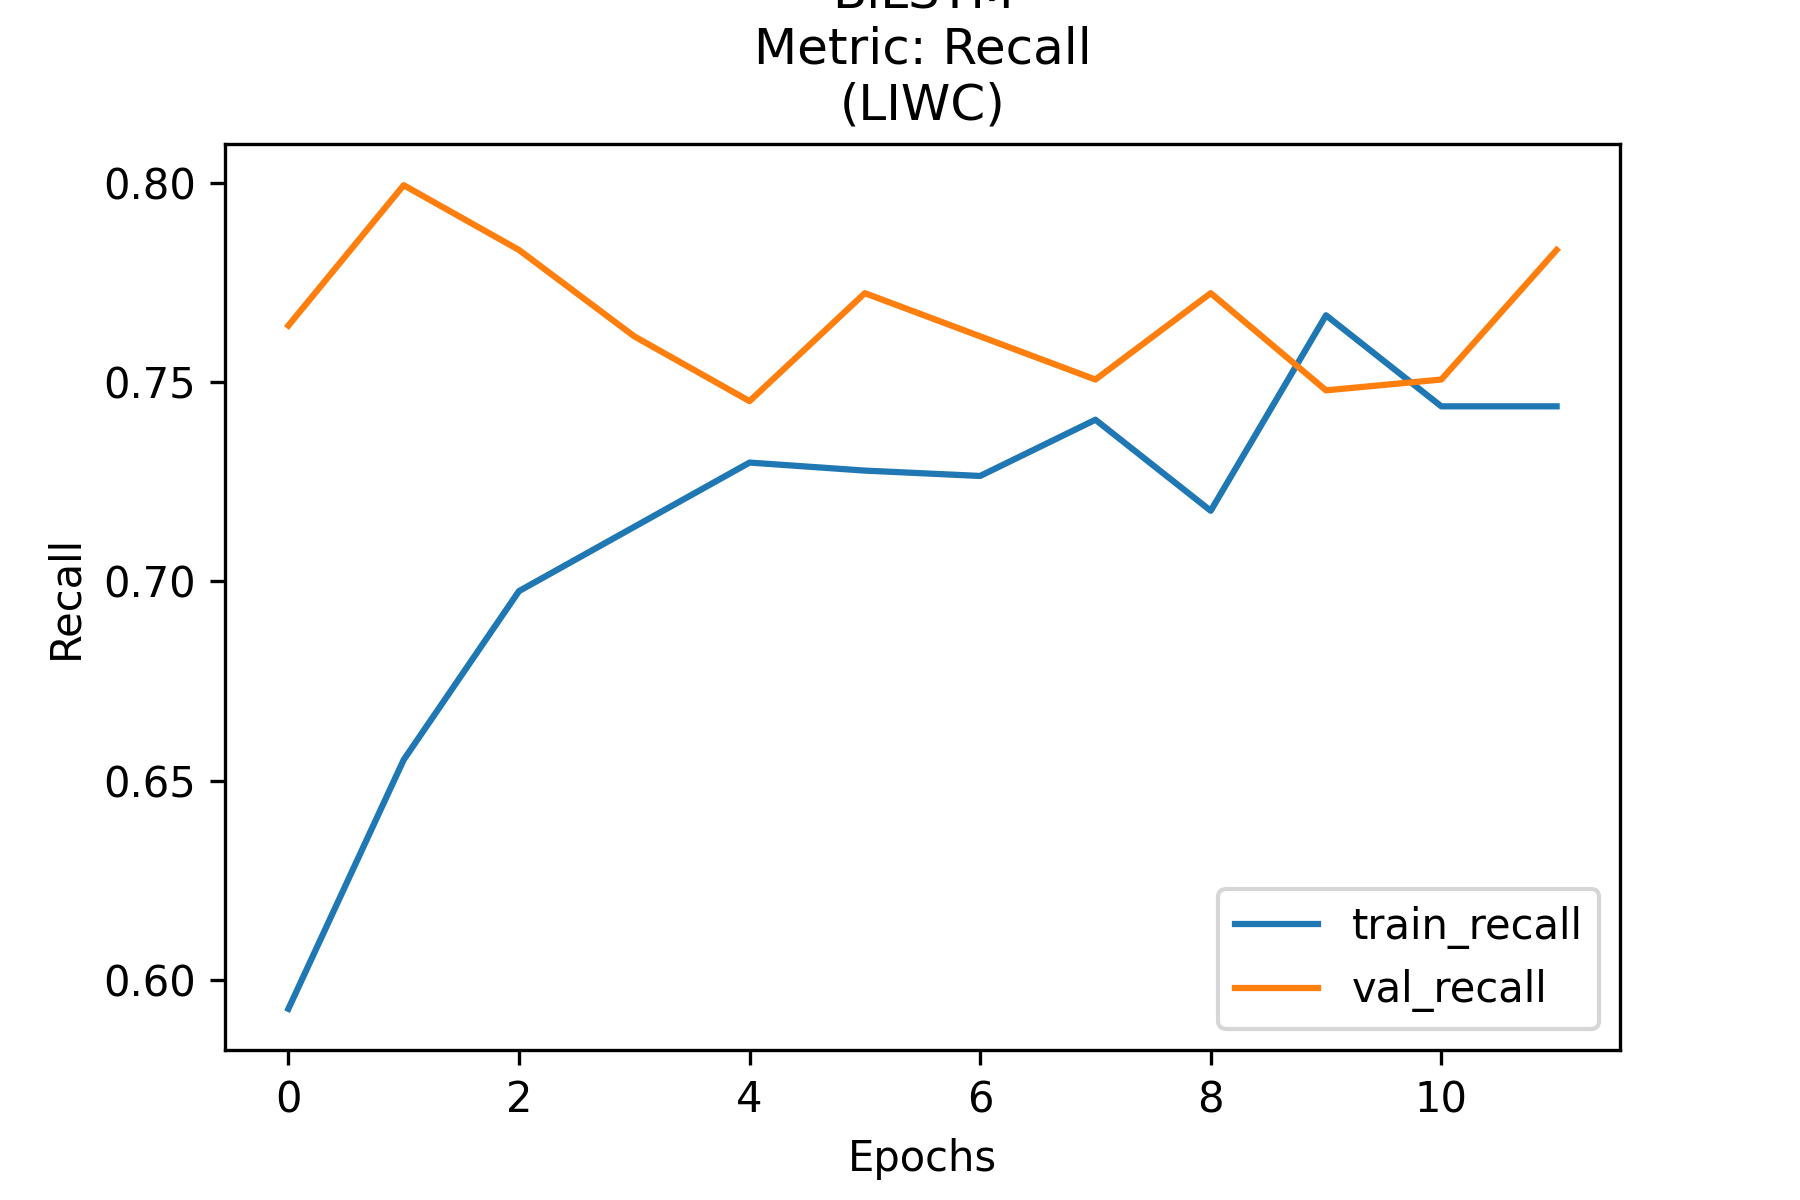 BiLSTM
Metric: Recall
(LIWC)
0.80
0.75
0.70
0.65
0.60
Recall
0 2 4 6 8 10
Epochs
train_recall
val_recall